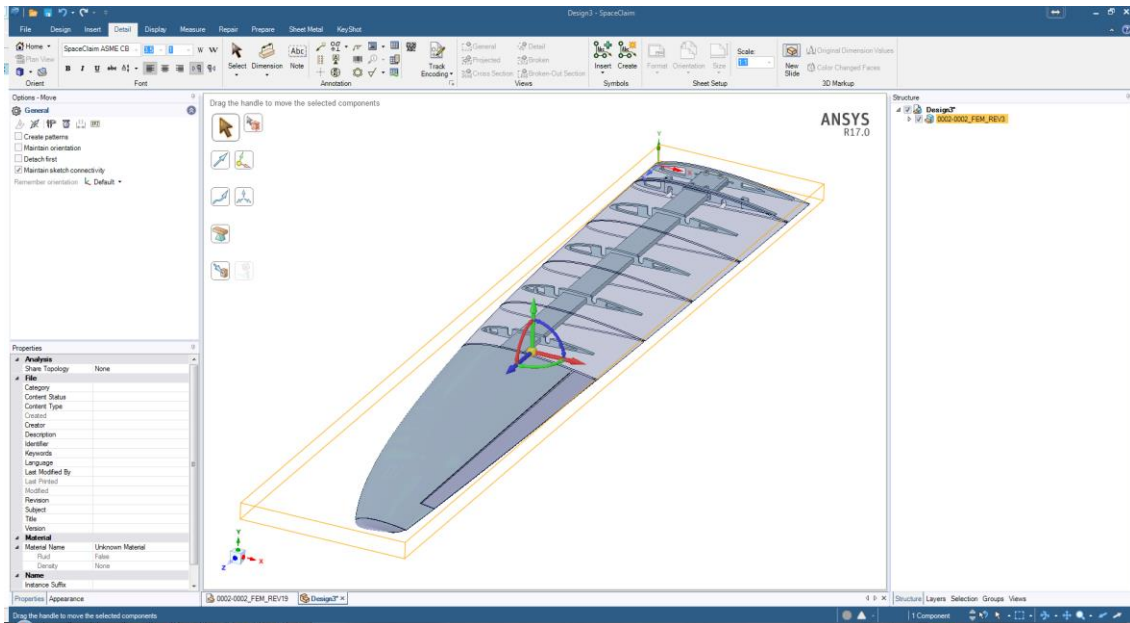 Design3 - SpaceClaim
File Design Insert Detail Display Measure Repair Prepare Sheet Metal KeyShot
Home
Plan View
Orient
SpaceClaim ASME CB
Font
Select
Dimension
Note
Annotation
Track Encoding
General Detail
Projected Broken
Cross Section Broken-Out Section
Views
Insert Create
Symbols
Format Orientation Size
Scale:
1:1
Sheet Setup
New Slide
Original Dimension Values
Color Changed Faces
3D Markup
Options - Move
General
Create patterns
Maintain orientation
Detach first
Maintain sketch connectivity
Remember orientation Default
Properties
Analysis
Share Topology None
File
Category
Content Status
Content Type
Created
Creator
Description
Identifier
Keywords
Language
Last Modified By
Last Printed
Modified
Revision
Subject
Title
Version
Material
Material Name Unknown Material
Fluid False
Density None
Name
Instance Suffix
Properties Appearance
Drag the handle to move the selected components
ANSYS
R17.0
Y
X
Z
Y
X
0002-0002_FEM_REV19 Design3*
Structure
Design3*
0002-0002_FEM_REV3
Structure Layers Selection Groups Views
Drag the handle to move the selected components
1 Component